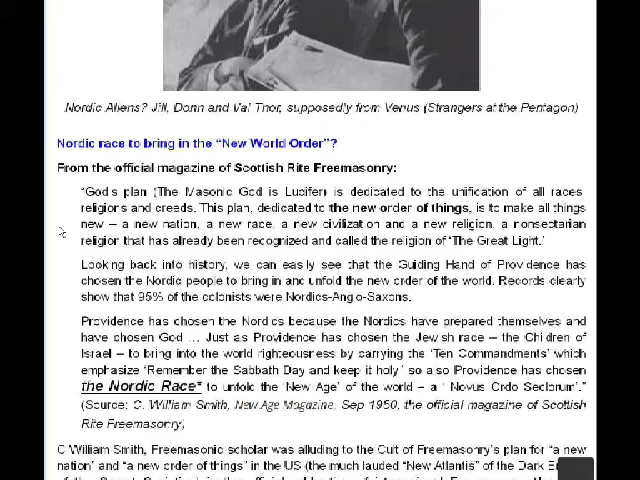 Nordic Aliens? Jill, Donn and Val Thor, supposedly from Venus (Strangers at the Pentagon)
Nordic race to bring in the “New World Order”?
From the official magazine of Scottish Rite Freemasonry:
“God's plan (The Masonic God is Lucifer) is dedicated to the unification of all races
religions and creeds. This plan, dedicated to the new order of things, is to make all things
new – a new nation, a new race, a new civilization and a new religion, a nonsectarian
religion that has already been recognized and called the religion of ‘The Great Light.’
Looking back into history, we can easily see that the Guiding Hand of Providence has
chosen the Nordic people to bring in and unfold the new order of the world. Records clearly
show that 95% of the colonists were Nordics-Anglo-Saxons.
Providence has chosen the Nordics because the Nordics have prepared themselves and
have chosen God ... Just as Providence has chosen the Jewish race – the Children of
Israel – to bring into the world righteousness by carrying the ‘Ten Commandments’ which
emphasize ‘Remember the Sabbath Day and keep it holy’ so also Providence has chosen
the Nordic Race* to unfold the ‘New Age’ of the world – a ‘ Novus Ordo Seclorum’.”
(Source: C. William Smith, New Age Magazine, Sep 1950, the official magazine of Scottish
Rite Freemasonry)
C William Smith, Freemasonic scholar was alluding to the Cult of Freemasonry's plan for “a new
nation” and “a new order of things” in the US (the much lauded “New Atlantis” of the Dark